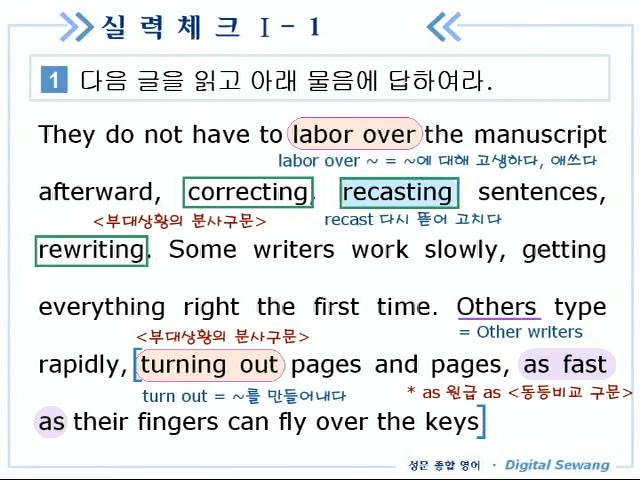 실 력 체 크 I - 1
1 다음 글을 읽고 아래 물음에 답하여라.
They do not have to labor over the manuscript
labor over ~ = ~에 대해 고생하다, 애쓰다
afterward, correcting, recasting sentences,
<부대상황의 분사구문> recast 다시 뜯어 고치다
rewriting. Some writers work slowly, getting
everything right the first time. Others type
<부대상황의 분사구문> = Other writers
rapidly, [turning out pages and pages, as fast
turn out = ~를 만들어내다 * as 원급 as <동등비교 구문>
as their fingers can fly over the keys]
성문 종합 영어 · Digital Sewang